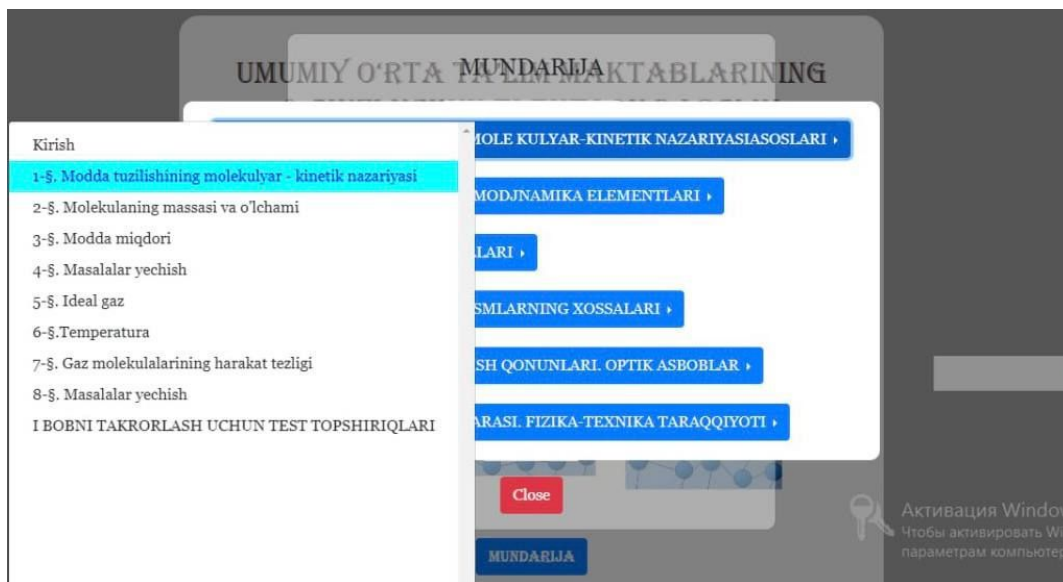 MUNDARIJA
UMUMIY O‘RTA TA'LIM MAKTABLARINING
MOLE KULYAR-KINETIK NAZARIYASIASOSLARI
MODJNAMIKA ELEMENTLARI
LARI
SMLARNING XOSSALARI
SH QONUNLARI. OPTIK ASBOBLAR
ARASI. FIZIKA-TEXNIKA TARAQQIYOTI
Kirish
1-§. Modda tuzilishining molekulyar - kinetik nazariyasi
2-§. Molekulaning massasi va o'lchami
3-§. Modda miqdori
4-§. Masalalar yechish
5-§. Ideal gaz
6-§.Temperatura
7-§. Gaz molekulalarining harakat tezligi
8-§. Masalalar yechish
I BOBNI TAKRORLASH UCHUN TEST TOPSHIRIQLARI
Close
MUNDARIJA
Активация Windov
Чтобы активировать Wi
параметрам компьютер